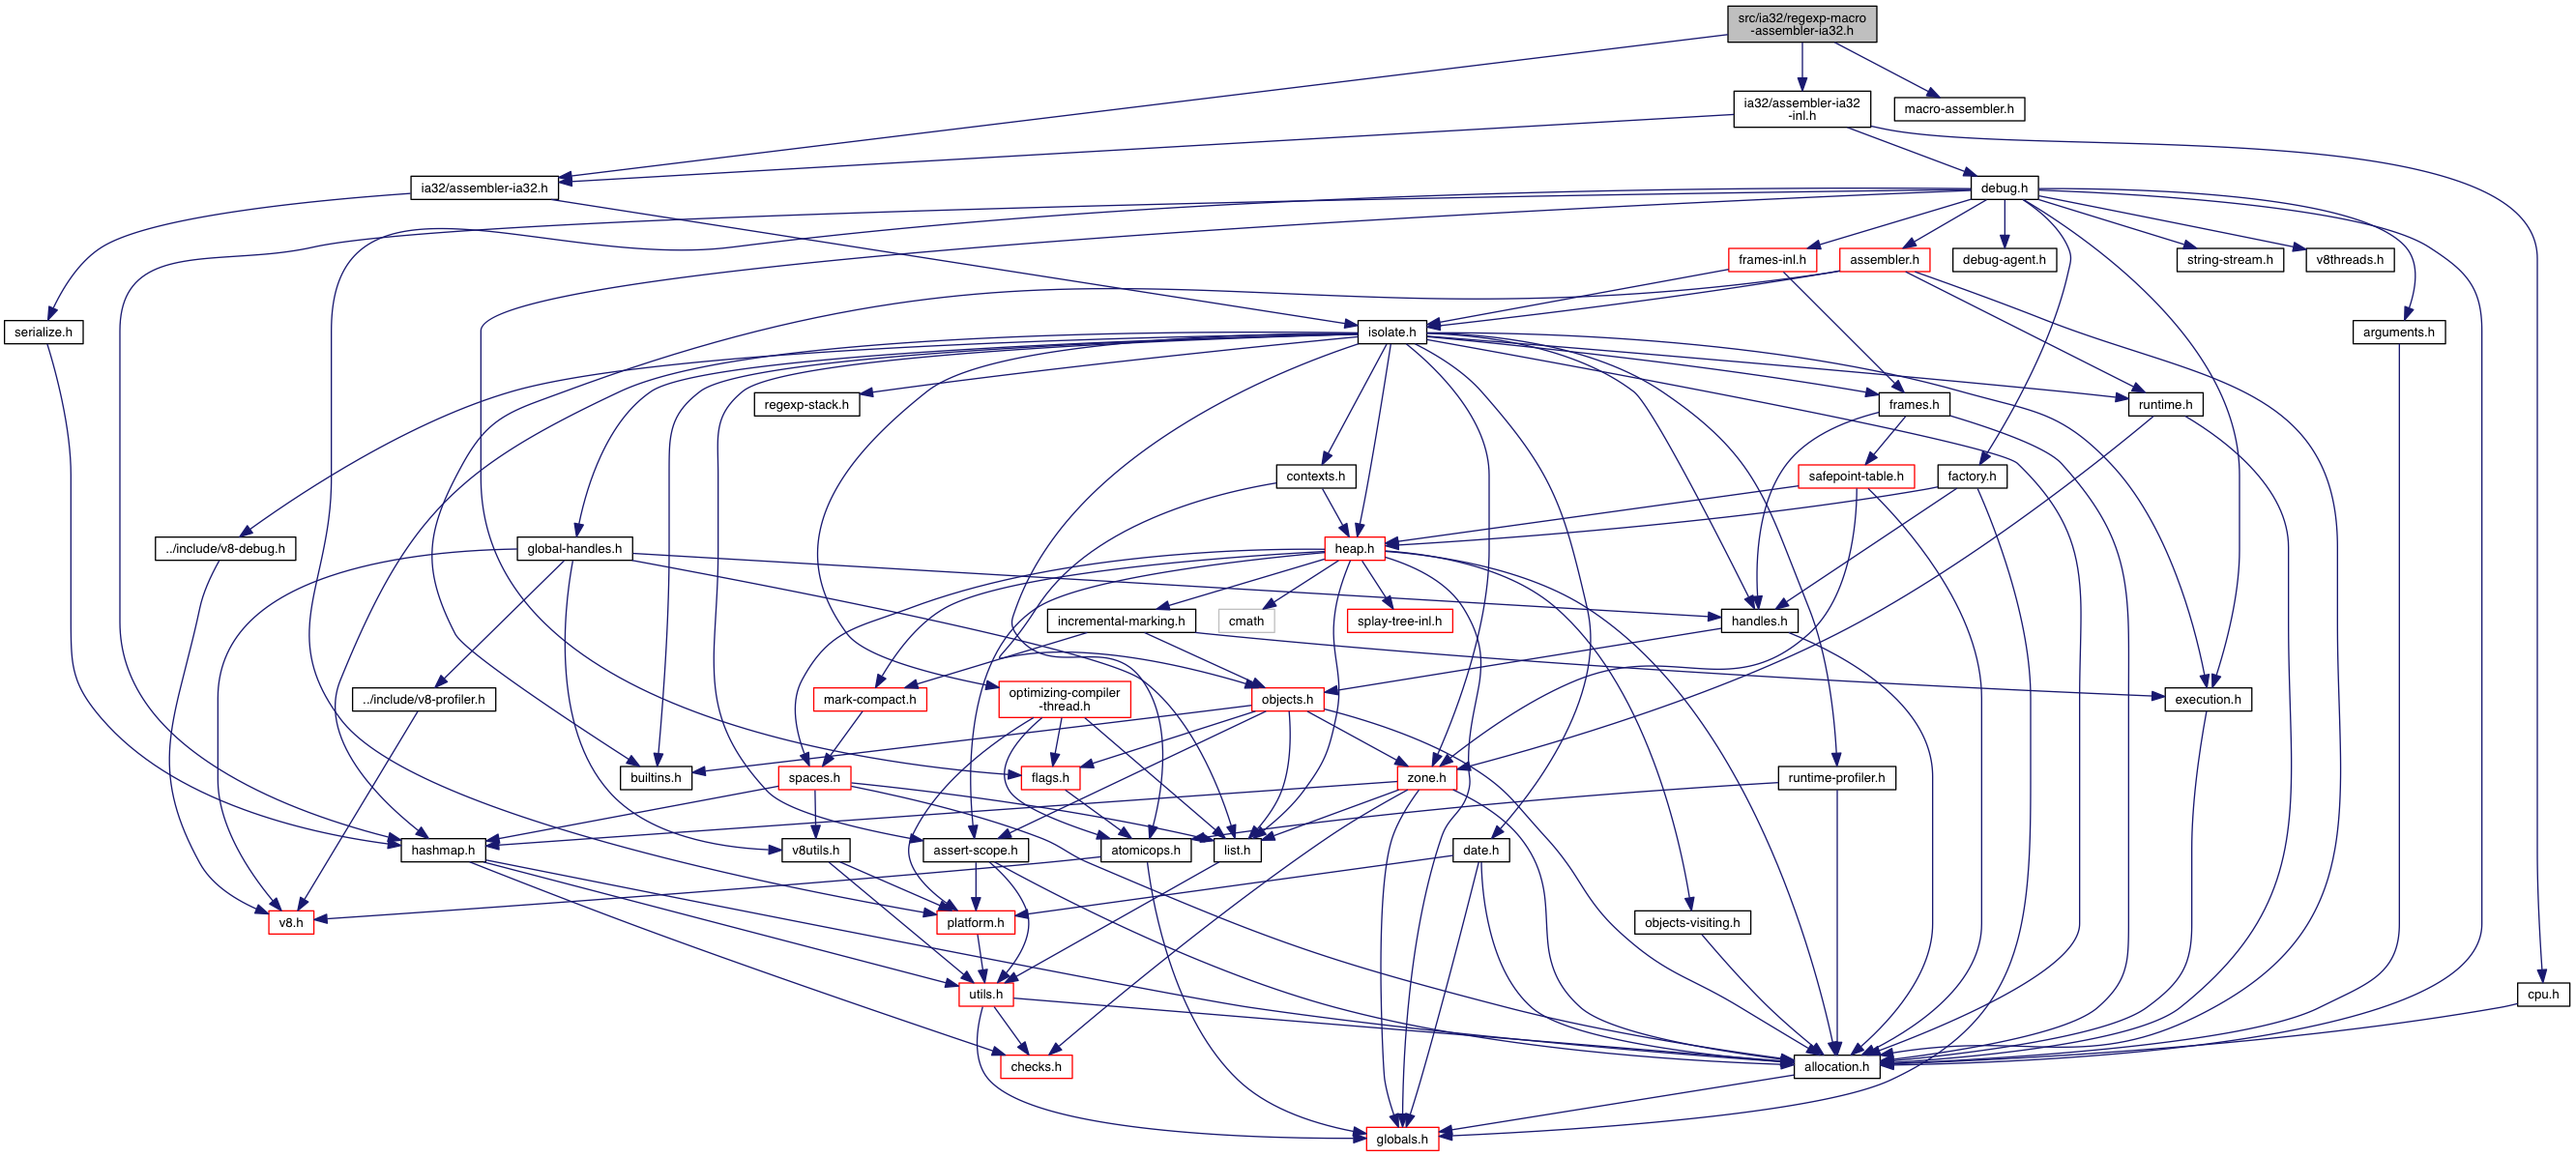 src/ia32/regexp-macro
-assembler-ia32.h
ia32/assembler-ia32
-inl.h
macro-assembler.h
ia32/assembler-ia32.h
debug.h
frames-inl.h
assembler.h
debug-agent.h
string-stream.h
v8threads.h
serialize.h
isolate.h
arguments.h
regexp-stack.h
frames.h
runtime.h
contexts.h
safepoint-table.h
factory.h
../include/v8-debug.h
global-handles.h
heap.h
incremental-marking.h
cmath
splay-tree-inl.h
handles.h
../include/v8-profiler.h
mark-compact.h
optimizing-compiler
-thread.h
objects.h
execution.h
builtins.h
spaces.h
flags.h
zone.h
runtime-profiler.h
hashmap.h
v8utils.h
assert-scope.h
atomicops.h
list.h
date.h
v8.h
platform.h
objects-visiting.h
utils.h
cpu.h
checks.h
allocation.h
globals.h